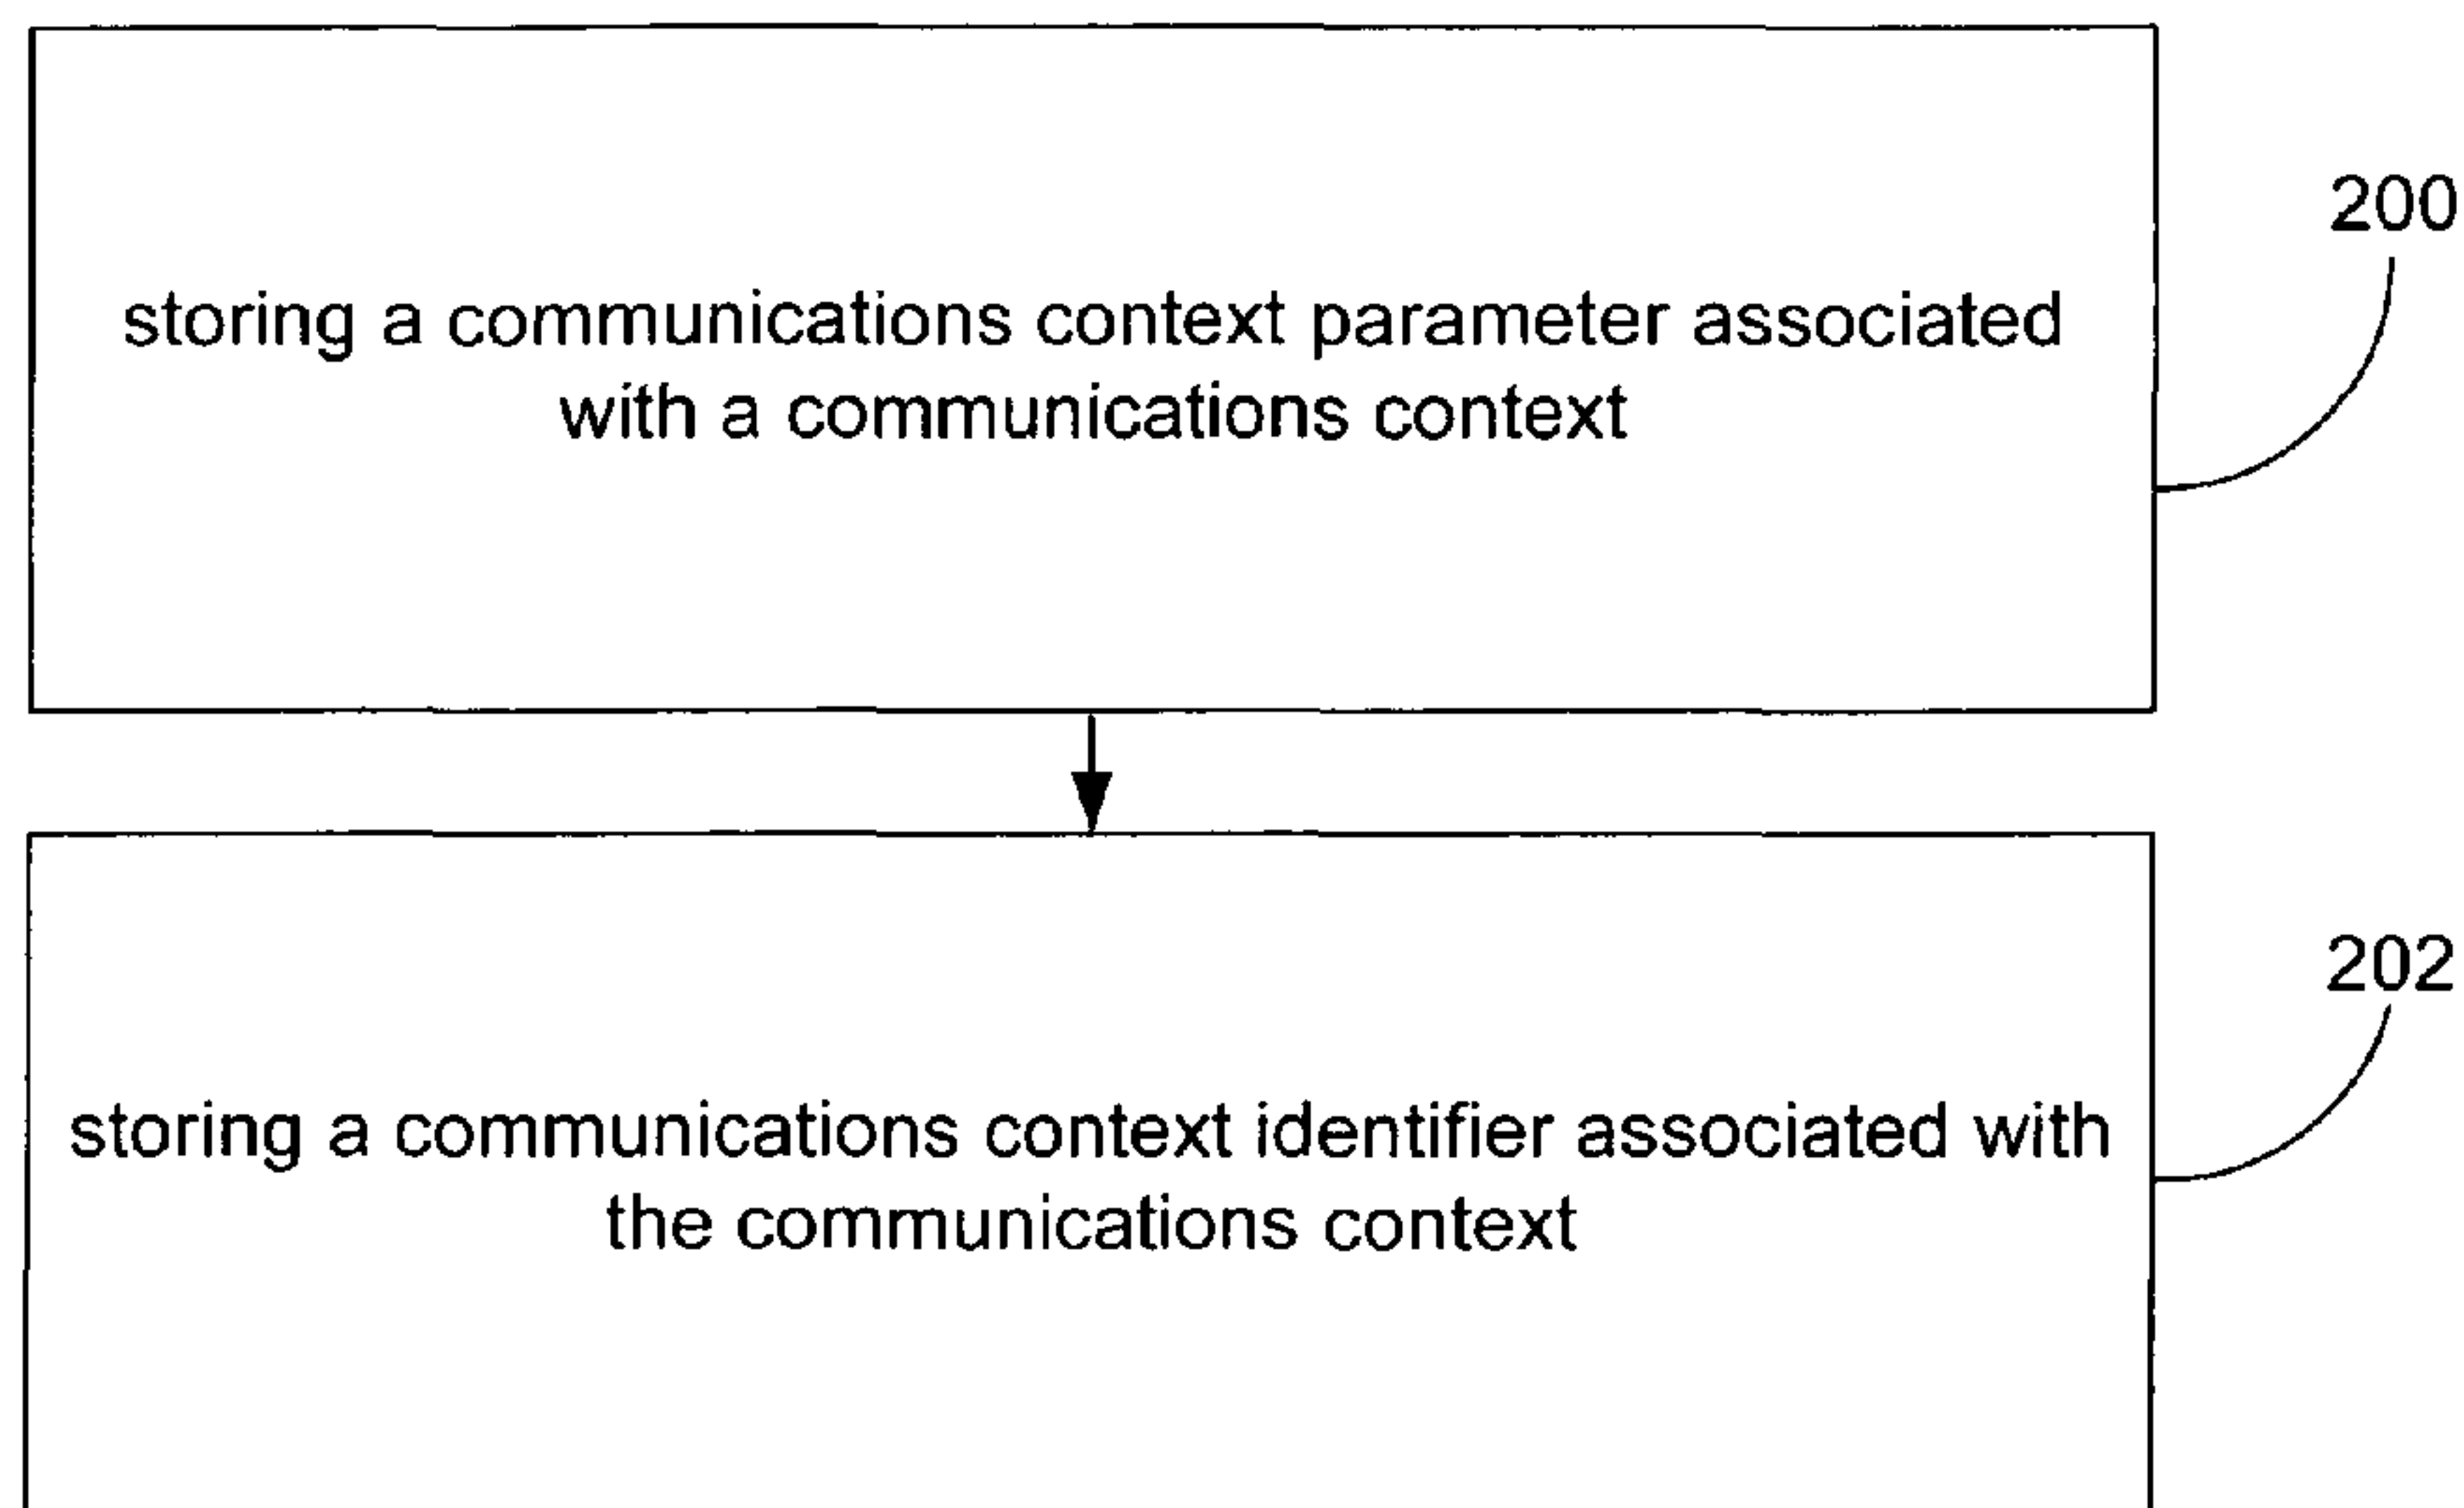 200
storing a communications context parameter associated
with a communications context
202
storing a communications context identifier associated with
the communications context